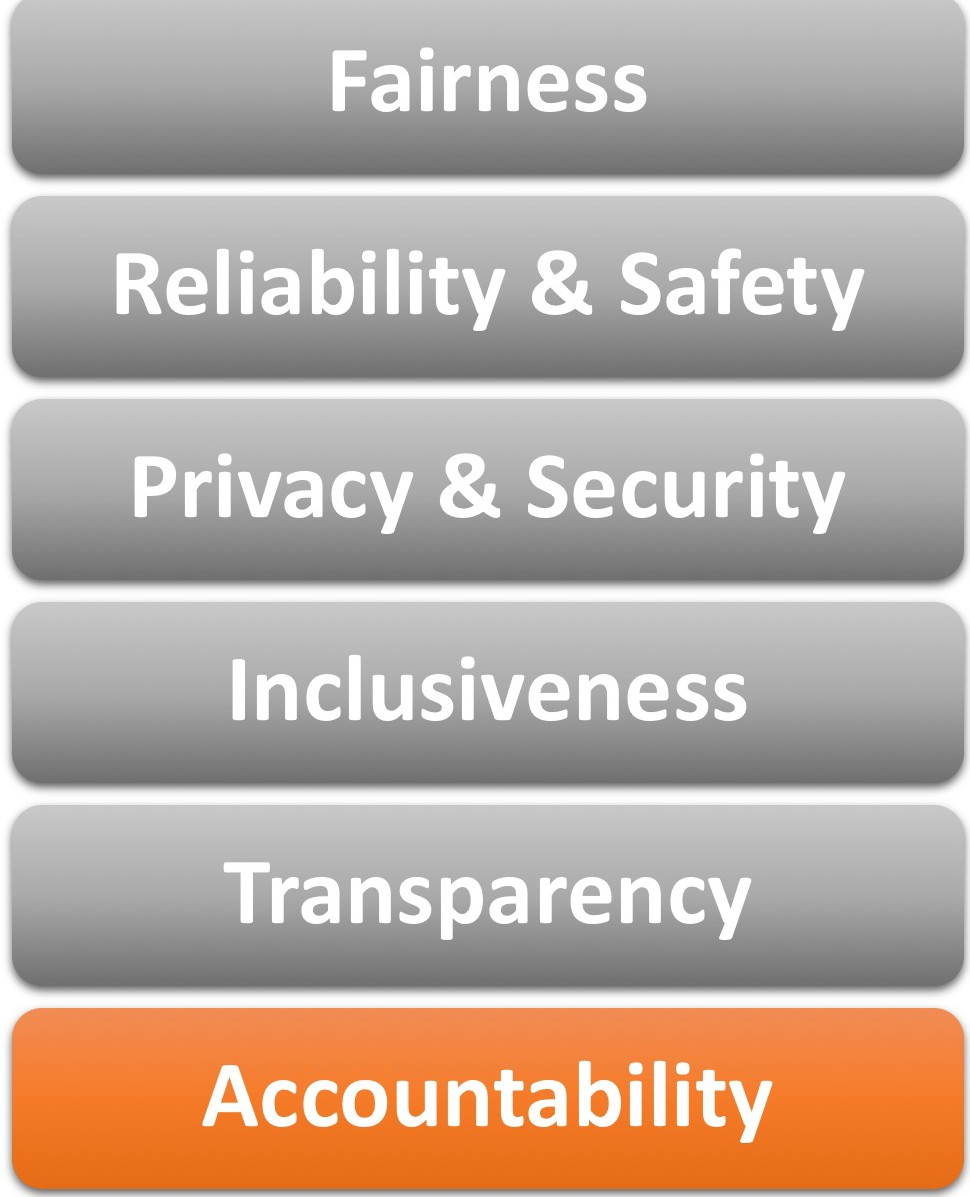 Fairness
Reliability & Safety
Privacy & Security
Inclusiveness
Transparency
Accountability